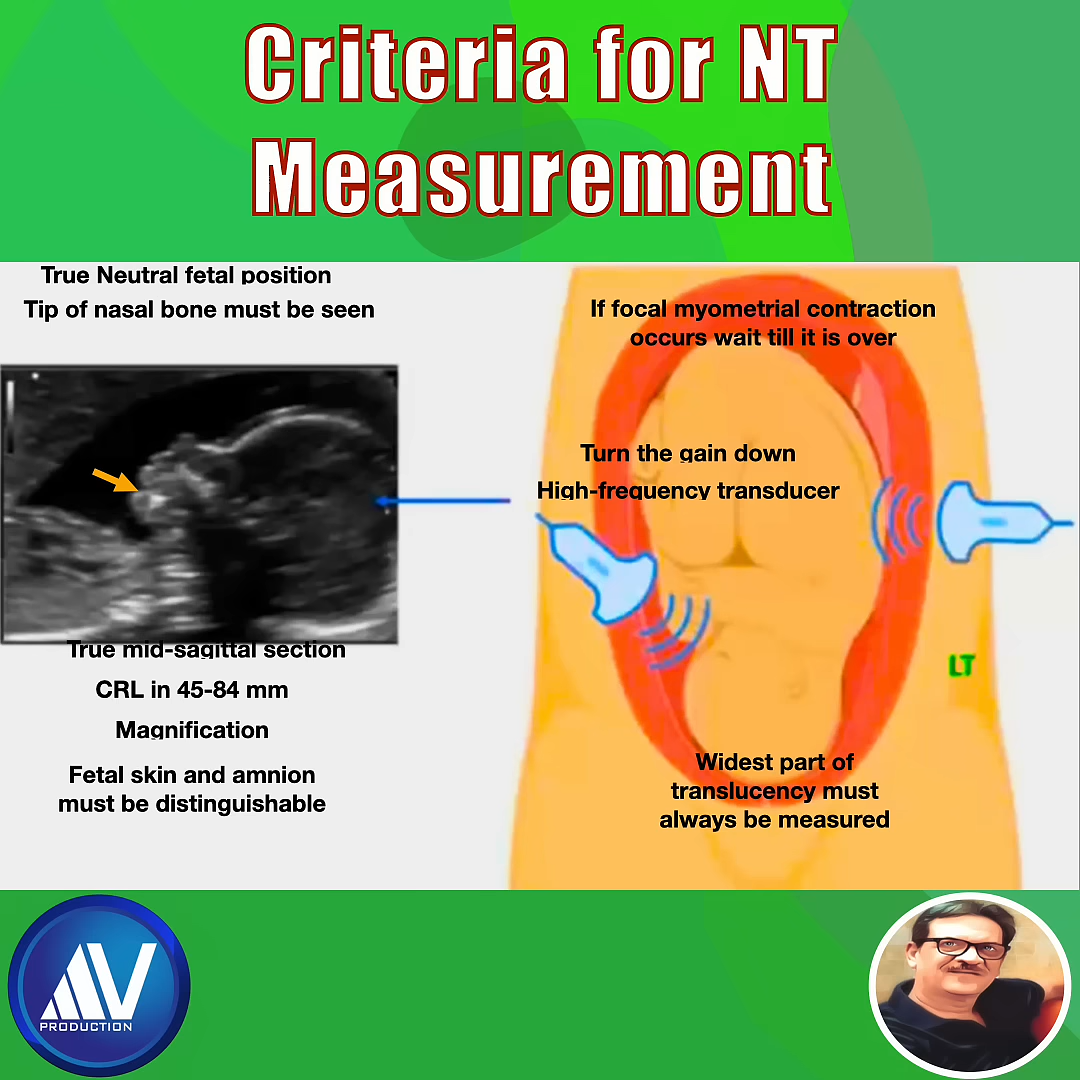 Criteria for NT
Measurement
True Neutral fetal position
Tip of nasal bone must be seen
True mid-sagittal section
CRL in 45-84 mm
Magnification
Fetal skin and amnion
must be distinguishable
If focal myometrial contraction
occurs wait till it is over
Turn the gain down
High-frequency transducer
LT
Widest part of
translucency must
always be measured
AV
PRODUCTION